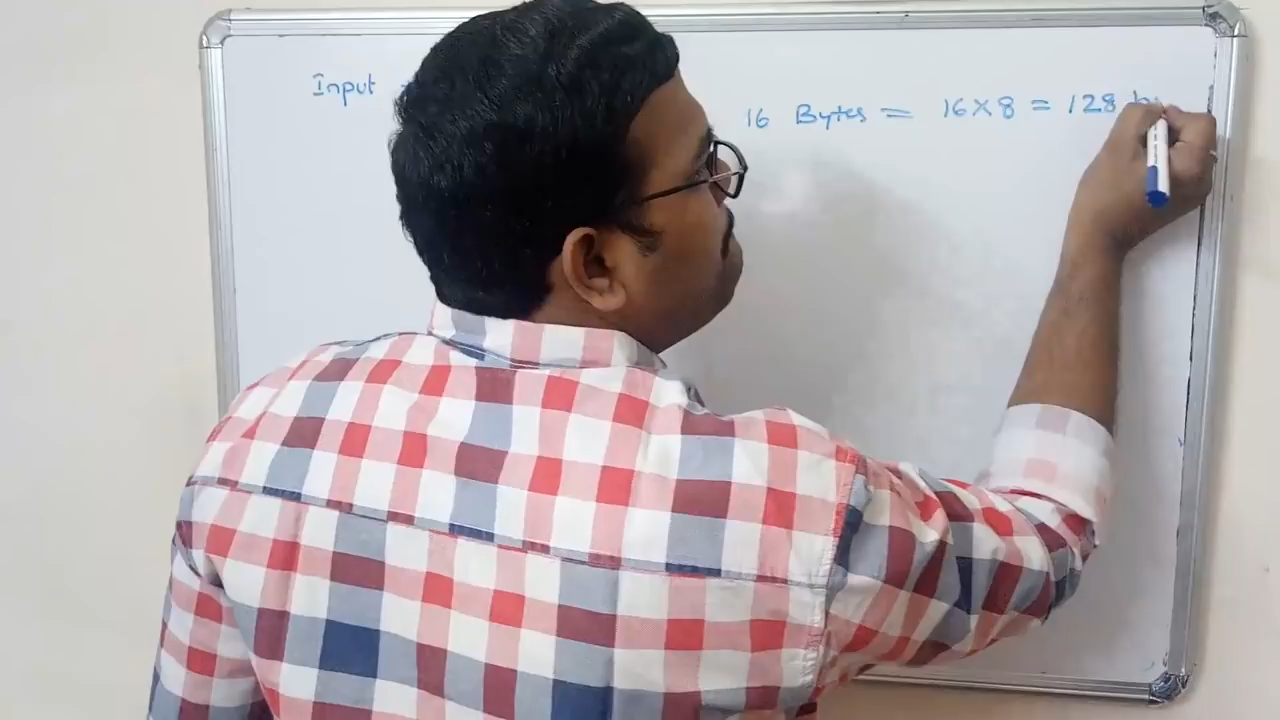 Input
16 Bytes = 16×8 = 128